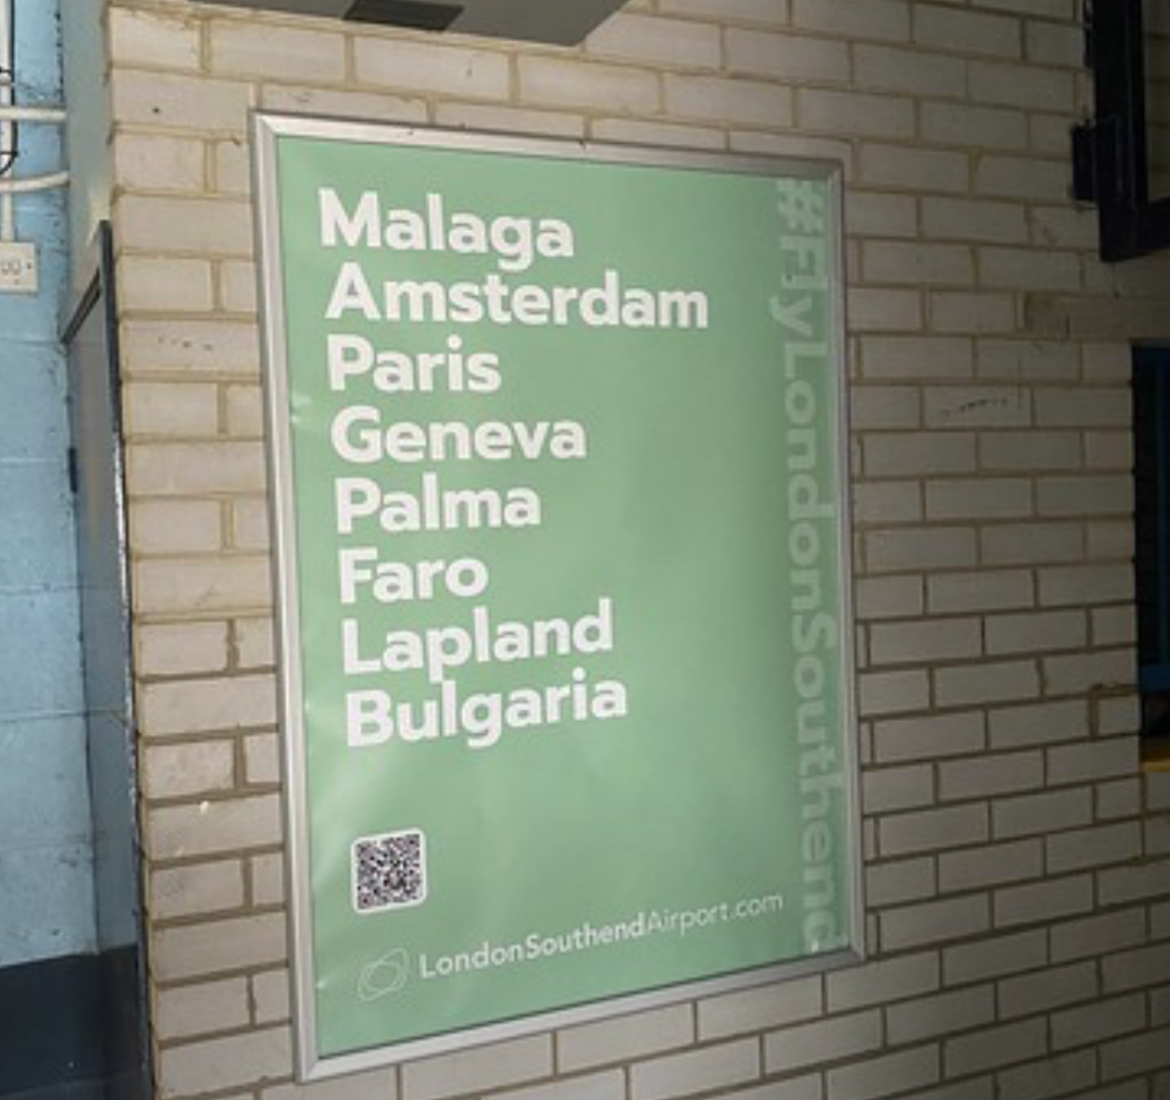 Malaga
Amsterdam
Paris
Geneva
Palma
Faro
Lapland
Bulgaria
LondonSouthendAirport.com
#FlyLondonSouthend